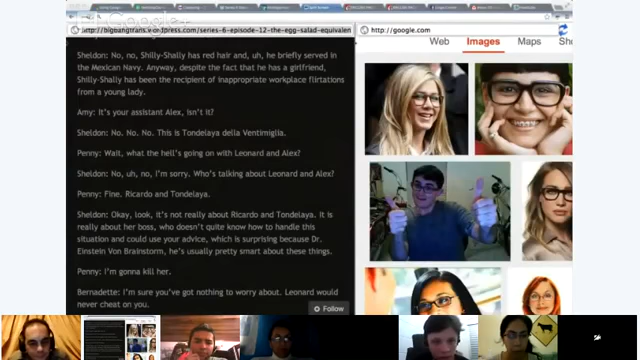 http://bigbangtrans.wordpress.com/series-6-episode-12-the-egg-salad-equivalen
http://google.com
Web Images Maps Sh
Sheldon: No, no, Shilly-Shally has red hair and, uh, he briefly served in
the Mexican Navy. Anyway, despite the fact that he has a girlfriend,
Shilly-Shally has been the recipient of inappropriate workplace flirtations
from a young lady.
Amy: It's your assistant Alex, isn't it?
Sheldon: No. No. No. This is Tondelaya della Ventimiglia.
Penny: Wait, what the hell's going on with Leonard and Alex?
Sheldon: No, uh, no, I'm sorry. Who's talking about Leonard and Alex?
Penny: Fine. Ricardo and Tondelaya.
Sheldon: Okay, look, it's not really about Ricardo and Tondelaya. It is
really about her boss, who doesn't quite know how to handle this
situation and could use your advice, which is surprising because Dr.
Einstein Von Brainstorm, he's usually pretty smart about these things.
Penny: I'm gonna kill her.
Bernadette: I'm sure you've got nothing to worry about. Leonard would
never cheat on you.
Follow